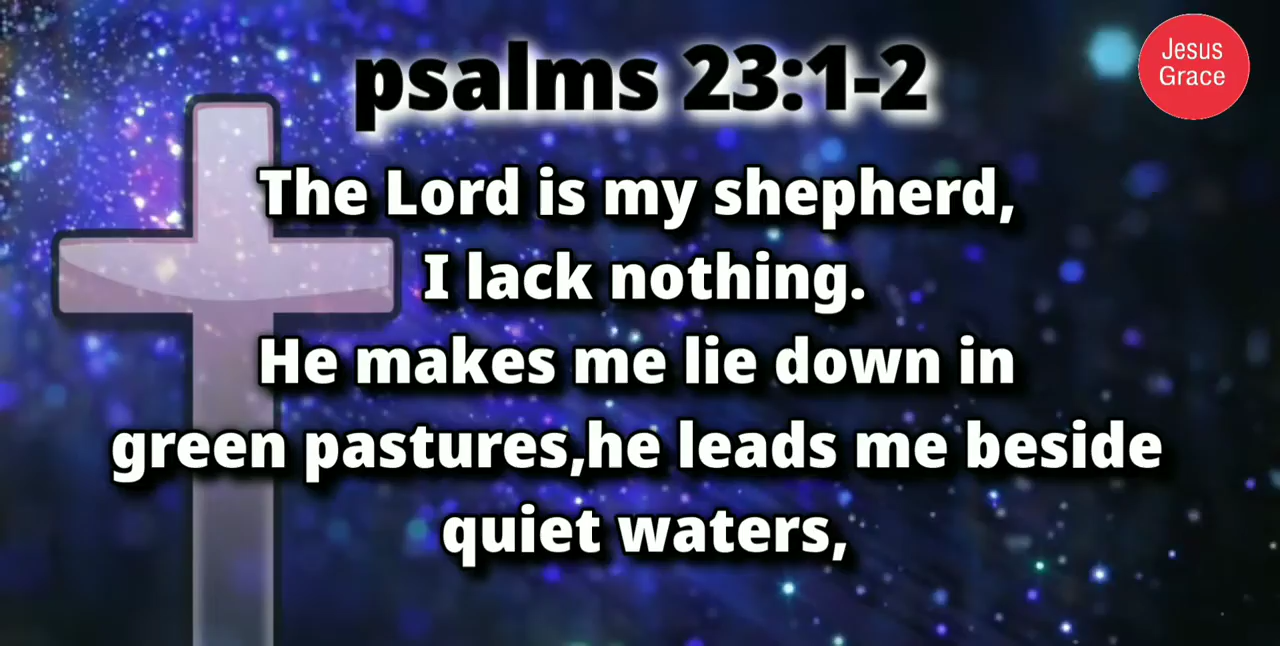 psalms 23:1-2
Jesus
Grace
The Lord is my shepherd,
I lack nothing.
He makes me lie down in
green pastures,he leads me beside
quiet waters,